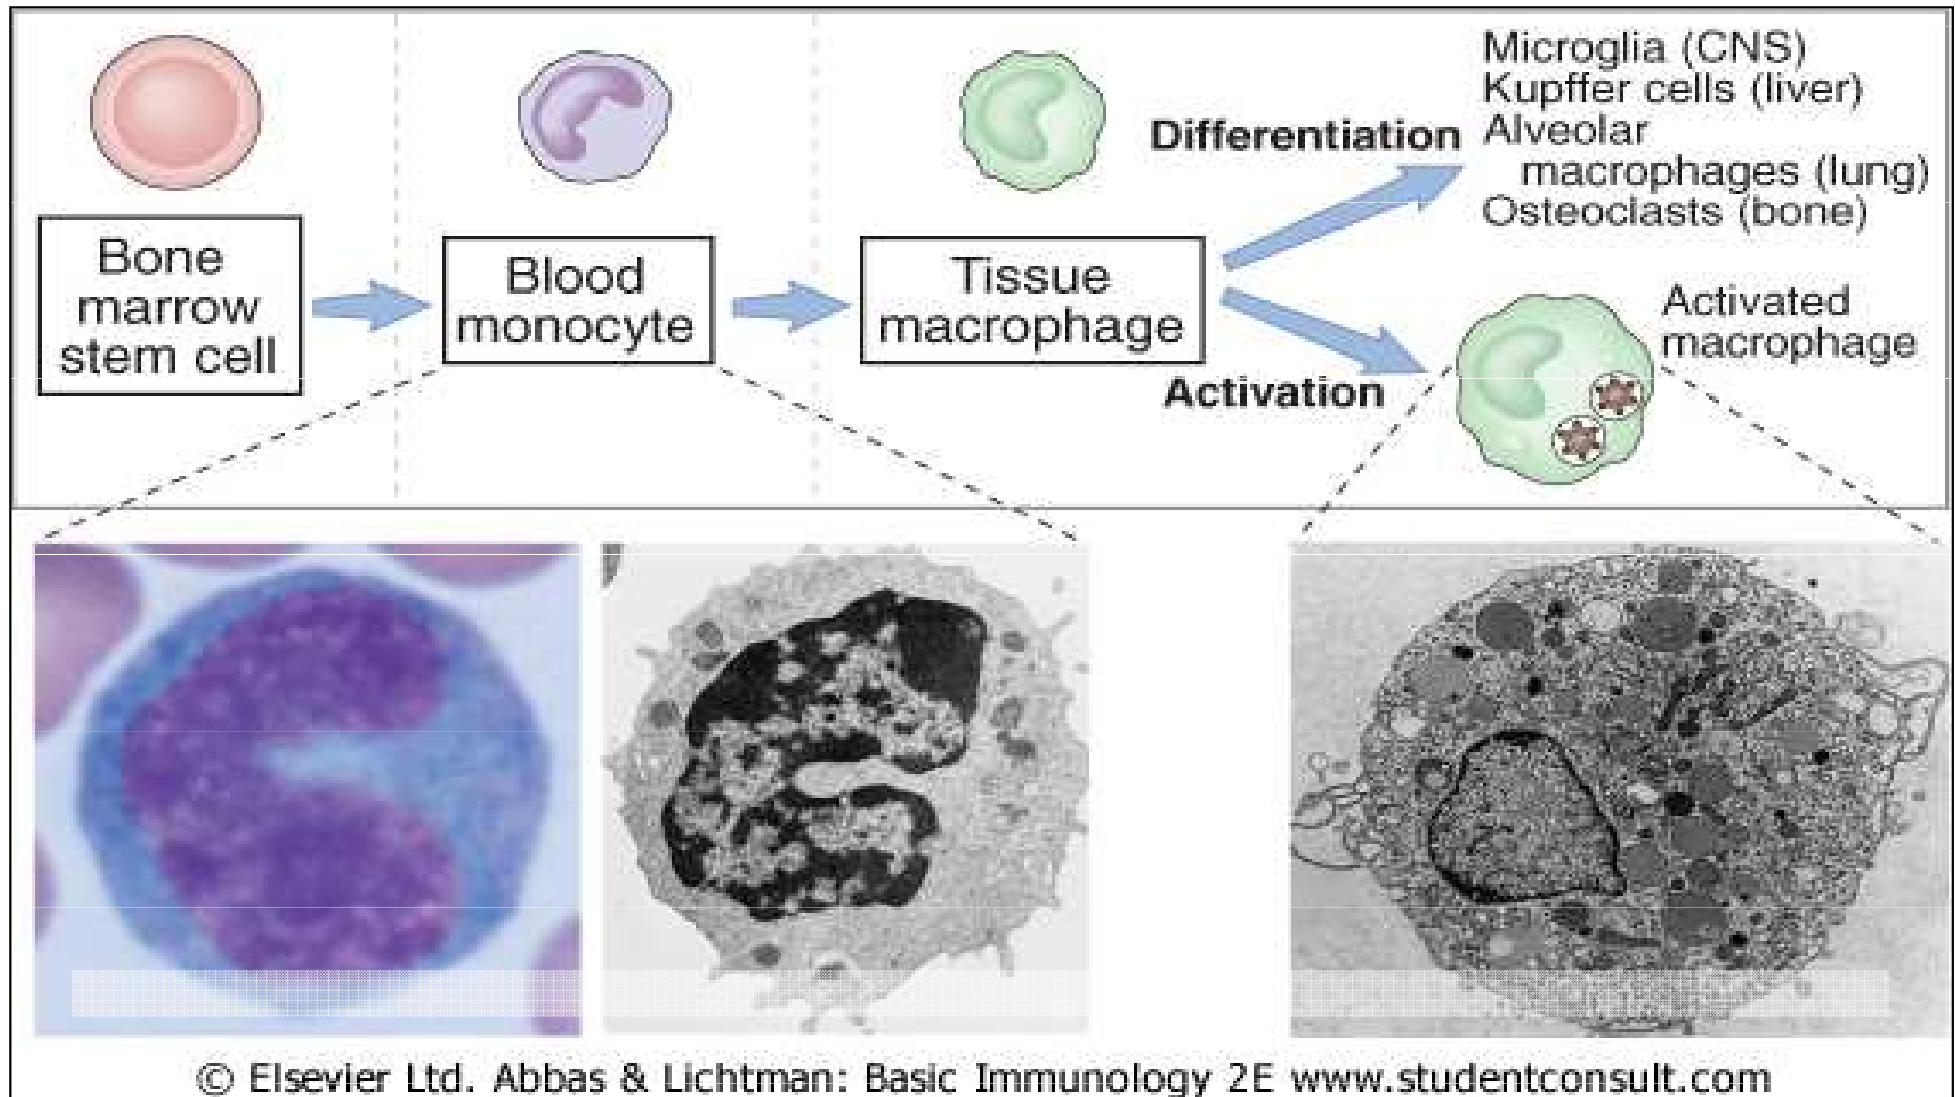 Bone
marrow
stem cell
Blood
monocyte
Tissue
macrophage
Differentiation
Microglia (CNS)
Kupffer cells (liver)
Alveolar
macrophages (lung)
Osteoclasts (bone)
Activation
Activated
macrophage
© Elsevier Ltd. Abbas & Lichtman: Basic Immunology 2E www.studentconsult.com